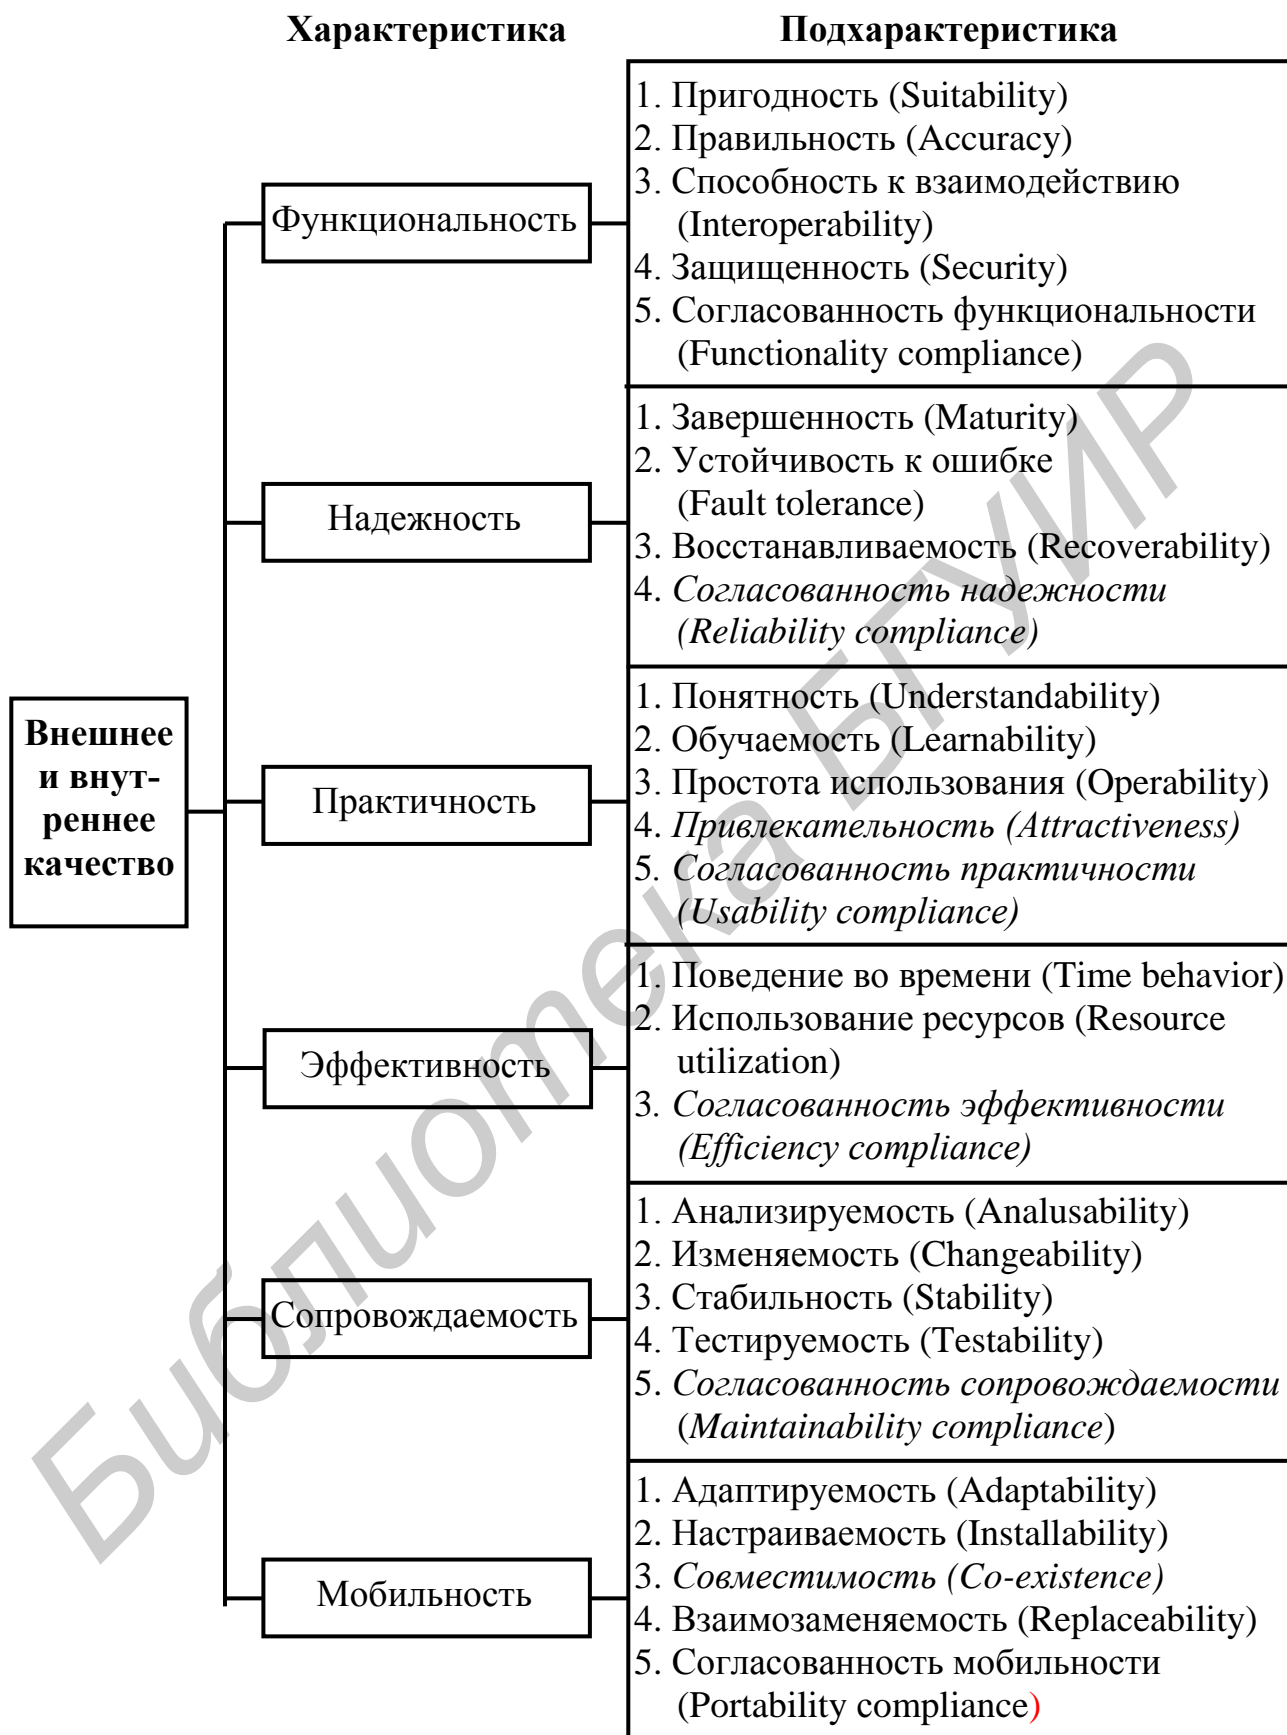 Характеристика Подхарактеристика
Внешнее
и внут-
реннее
качество
Функциональность
1. Пригодность (Suitability)
2. Правильность (Accuracy)
3. Способность к взаимодействию
(Interoperability)
4. Защищенность (Security)
5. Согласованность функциональности
(Functionality compliance)
Надежность
1. Завершенность (Maturity)
2. Устойчивость к ошибке
(Fault tolerance)
3. Восстанавливаемость (Recoverability)
4. Согласованность надежности
(Reliability compliance)
Практичность
1. Понятность (Understandability)
2. Обучаемость (Learnability)
3. Простота использования (Operability)
4. Привлекательность (Attractiveness)
5. Согласованность практичности
(Usability compliance)
Эффективность
1. Поведение во времени (Time behavior)
2. Использование ресурсов (Resource
utilization)
3. Согласованность эффективности
(Efficiency compliance)
Сопровождаемость
1. Анализируемость (Analusability)
2. Изменяемость (Changeability)
3. Стабильность (Stability)
4. Тестируемость (Testability)
5. Согласованность сопровождаемости
(Maintainability compliance)
Мобильность
1. Адаптируемость (Adaptability)
2. Настраиваемость (Installability)
3. Совместимость (Co-existence)
4. Взаимозаменяемость (Replaceability)
5. Согласованность мобильности
(Portability compliance)
Библиотека БГУИР